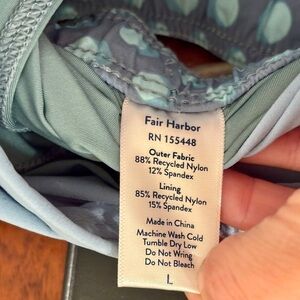 Fair Harbor
RN 155448
Outer Fabric
88% Recycled Nylon
12% Spandex
Lining
85% Recycled Nylon
15% Spandex
Made in China
Machine Wash Cold
Tumble Dry Low
Do Not Wring
Do Not Bleach
L